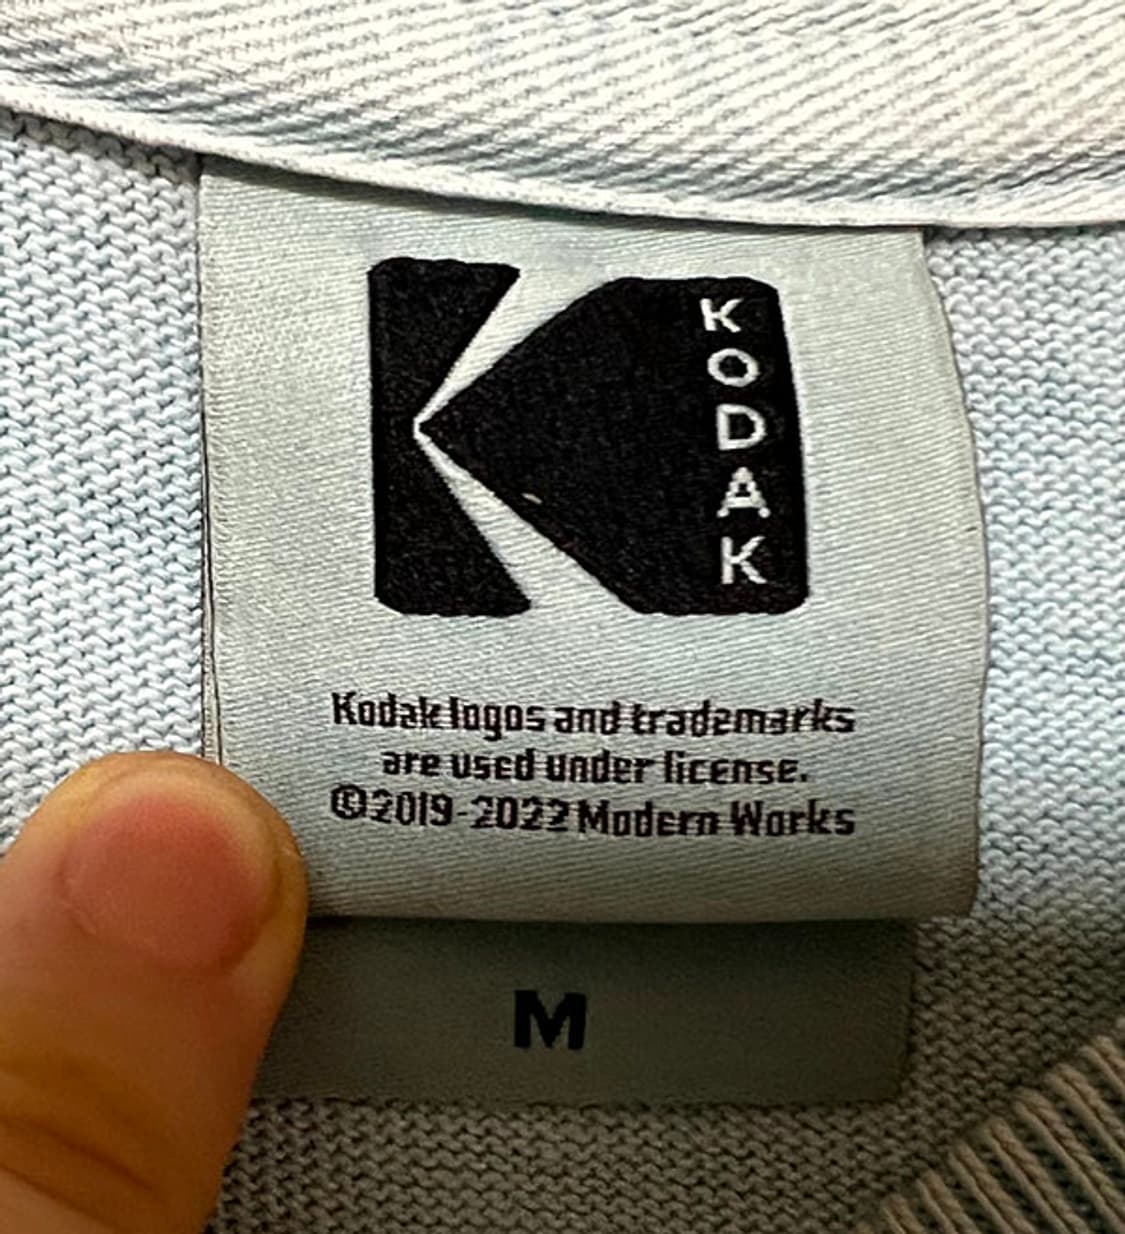 KODAK
Kodak logos and trademarks
are used under license.
©2019-2022 Modern Works
M